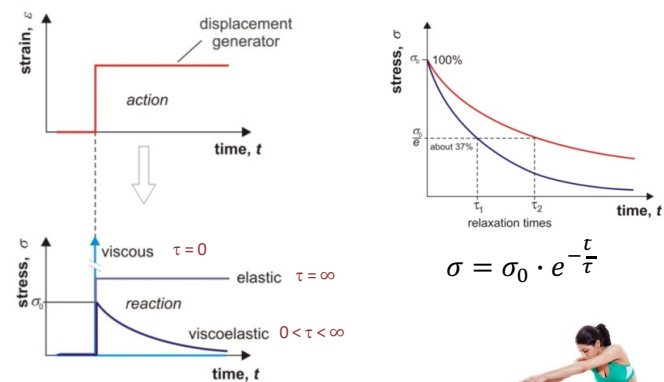 strain, ε
displacement
generator
action
time, t
stress, σ
σ₀
viscous τ = 0
elastic τ = ∞
reaction
viscoelastic 0 < τ < ∞
time, t
stress, σ
σ₀ 100%
σ₀/e about 37%
τ₁ τ₂
relaxation times
time, t
σ = σ₀ · e^(-t/τ)